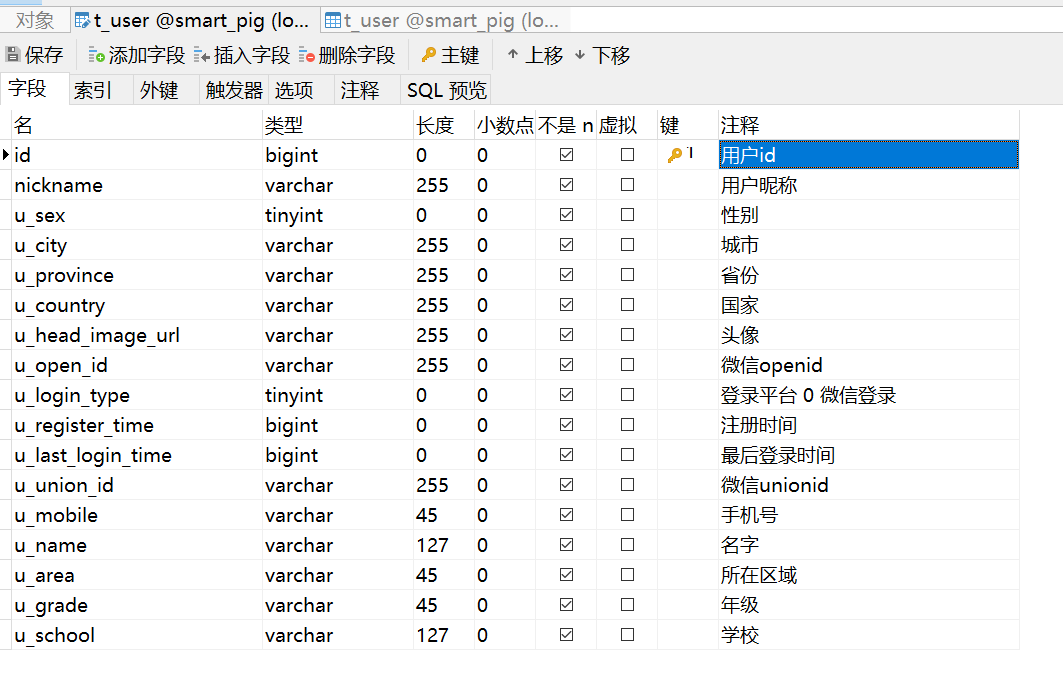 对象 t_user @smart_pig (lo... t_user @smart_pig (lo...
保存 添加字段 插入字段 删除字段 主键 上移 下移
字段 索引 外键 触发器 选项 注释 SQL 预览
名 类型 长度 小数点 不是 n 虚拟 键 注释
id bigint 0 0 1 用户id
nickname varchar 255 0 用户昵称
u_sex tinyint 0 0 性别
u_city varchar 255 0 城市
u_province varchar 255 0 省份
u_country varchar 255 0 国家
u_head_image_url varchar 255 0 头像
u_open_id varchar 255 0 微信openid
u_login_type tinyint 0 0 登录平台 0 微信登录
u_register_time bigint 0 0 注册时间
u_last_login_time bigint 0 0 最后登录时间
u_union_id varchar 255 0 微信unionid
u_mobile varchar 45 0 手机号
u_name varchar 127 0 名字
u_area varchar 45 0 所在区域
u_grade varchar 45 0 年级
u_school varchar 127 0 学校